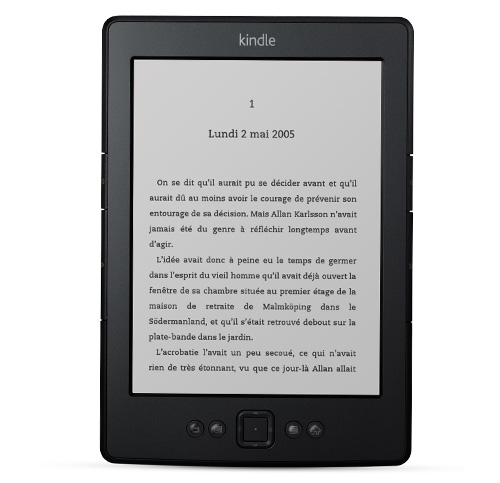 kindle
1
Lundi 2 mai 2005
On se dit qu'il aurait pu se décider avant et qu'il
aurait dû au moins avoir le courage de prévenir son
entourage de sa décision. Mais Allan Karlsson n'avait
jamais été du genre à réfléchir longtemps avant
d'agir.
L'idée avait donc à peine eu le temps de germer
dans l'esprit du vieil homme qu'il avait déjà ouvert la
fenêtre de sa chambre située au premier étage de la
maison de retraite de Malmköping dans le
Södermanland, et qu'il s'était retrouvé debout sur la
plate-bande dans le jardin.
L'acrobatie l'avait un peu secoué, ce qui n'avait
rien de très étonnant, vu que ce jour-là Allan allait